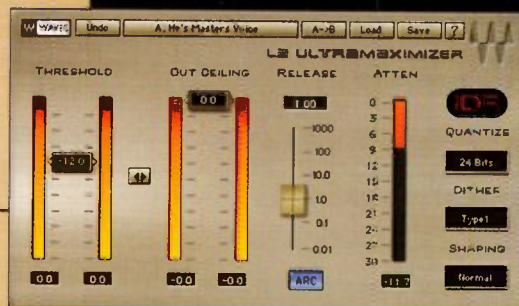 W WAVES Undo A. He's Masters Voice A->B Load Save ?
L2 ULTRAMAXIMIZER
THRESHOLD OUT CEILING RELEASE ATTEN
0.0 1.00 IDR
QUANTIZE
24 Bits
DITHER
Type1
SHAPING
Normal
-12.0
1000
100
10.0
1.0
0.1
0.01
0
3
6
9
12
15
18
21
24
27
30
0.0 0.0 -0.0 -0.0 ARC -11.7